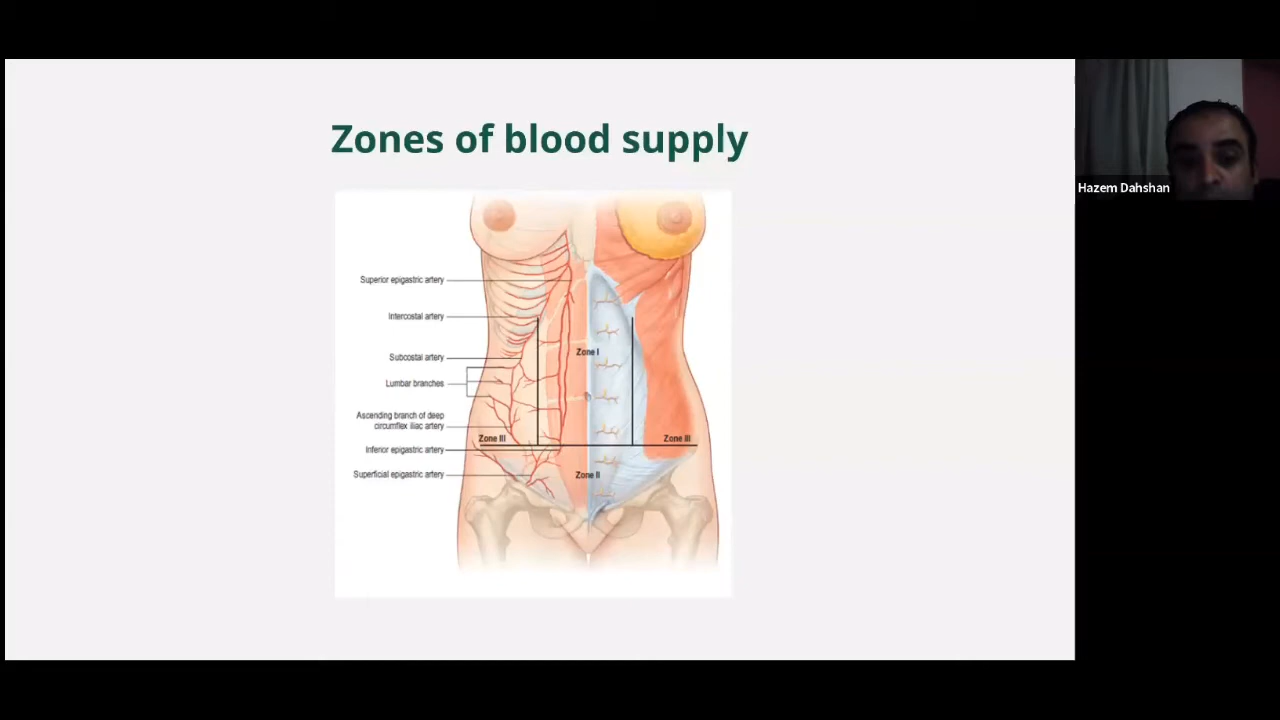 Zones of blood supply
Hazem Dahshan
Superior epigastric artery
Intercostal artery
Zone I
Subcostal artery
Lumbar branches
Ascending branch of deep
circumflex iliac artery
Zone III
Zone III
Inferior epigastric artery
Superficial epigastric artery
Zone II